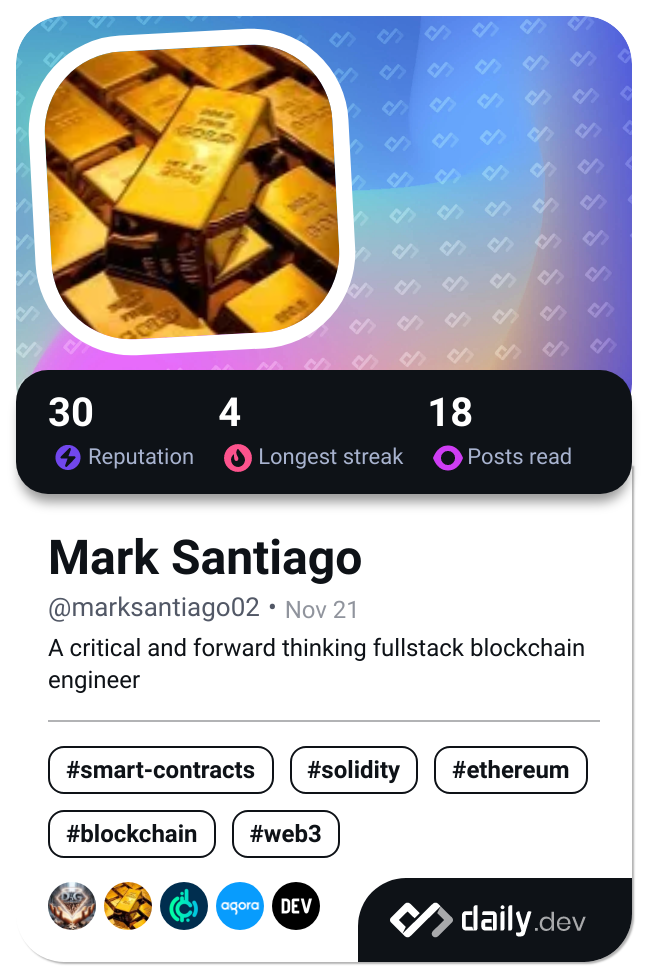 30
4
18
Reputation
Longest streak
Posts read
Mark Santiago
@marksantiago02 • Nov 21
A critical and forward thinking fullstack blockchain
engineer
#smart-contracts
#solidity
#ethereum
#blockchain
#web3
aqora
DEV
daily.dev